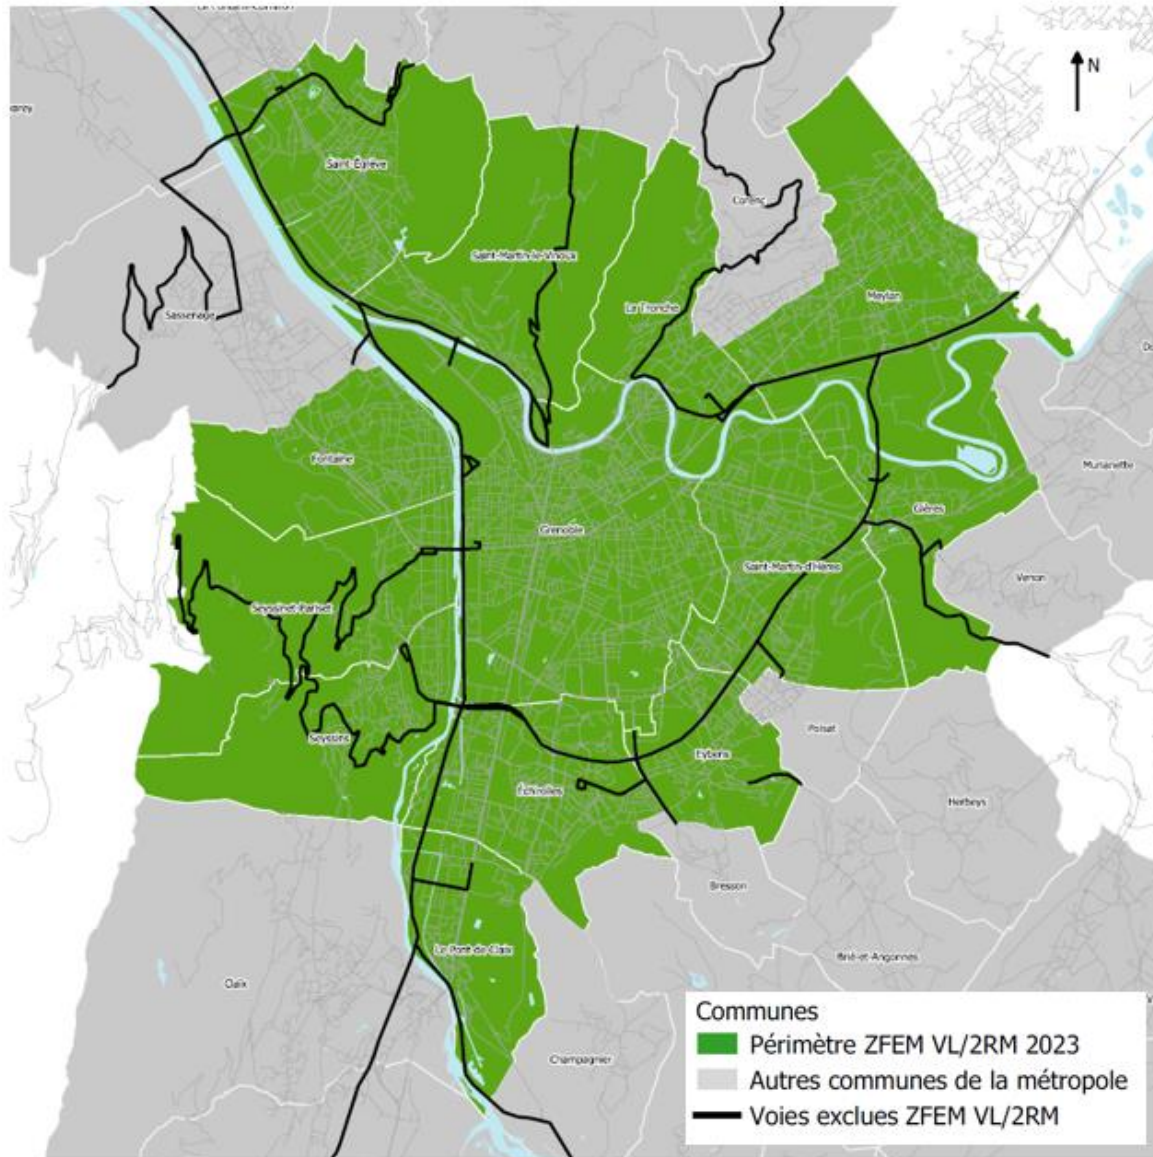 N
Saint-Égrève
Corenc
Saint-Martin-le-Vinoux
La Tronche
Meylan
Sassenage
Fontaine
Murianette
Gières
Grenoble
Saint-Martin-d'Hères
Venon
Seyssinet-Pariset
Seyssins
Poisat
Eybens
Échirolles
Herbeys
Bresson
Le Pont-de-Claix
Brié-et-Angonnes
Claix
Champagnier
Communes
Périmètre ZFEM VL/2RM 2023
Autres communes de la métropole
Voies exclues ZFEM VL/2RM